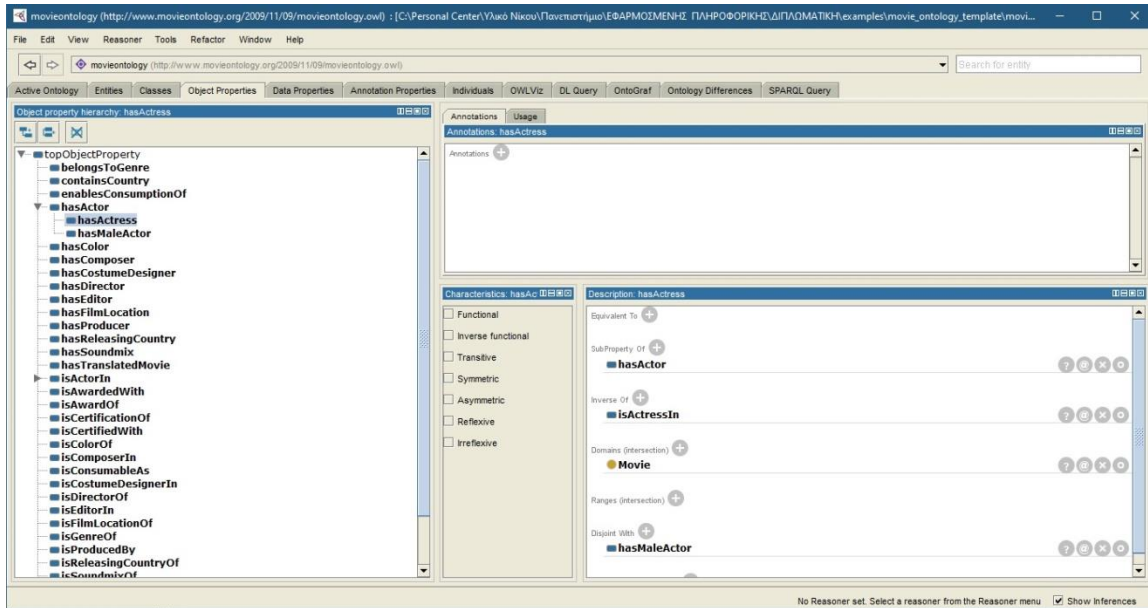 movieontology (http://www.movieontology.org/2009/11/09/movieontology.owl) : [C:\Personal Center\Υλικό Νίκου\Πανεπιστήμιο\ΕΦΑΡΜΟΣΜΕΝΗΣ ΠΛΗΡΟΦΟΡΙΚΗΣ\ΔΙΠΛΩΜΑΤΙΚΗ\examples\movie_ontology_template\movi...
File Edit View Reasoner Tools Refactor Window Help
movieontology (http://www.movieontology.org/2009/11/09/movieontology.owl)
Search for entity
Active Ontology Entities Classes Object Properties Data Properties Annotation Properties Individuals OWLViz DL Query OntoGraf Ontology Differences SPARQL Query
Object property hierarchy: hasActress
topObjectProperty
belongsToGenre
containsCountry
enablesConsumptionOf
hasActor
hasActress
hasMaleActor
hasColor
hasComposer
hasCostumeDesigner
hasDirector
hasEditor
hasFilmLocation
hasProducer
hasReleasingCountry
hasSoundmix
hasTranslatedMovie
isActorIn
isAwardedWith
isAwardOf
isCertificationOf
isCertifiedWith
isColorOf
isComposerIn
isConsumableAs
isCostumeDesignerIn
isDirectorOf
isEditorIn
isFilmLocationOf
isGenreOf
isProducedBy
isReleasingCountryOf
isSoundmixOf
Annotations Usage
Annotations: hasActress
Annotations
Characteristics: hasAc
Functional
Inverse functional
Transitive
Symmetric
Asymmetric
Reflexive
Irreflexive
Description: hasActress
Equivalent To
SubProperty Of
hasActor
Inverse Of
isActressIn
Domains (intersection)
Movie
Ranges (intersection)
Disjoint With
hasMaleActor
No Reasoner set. Select a reasoner from the Reasoner menu Show Inferences